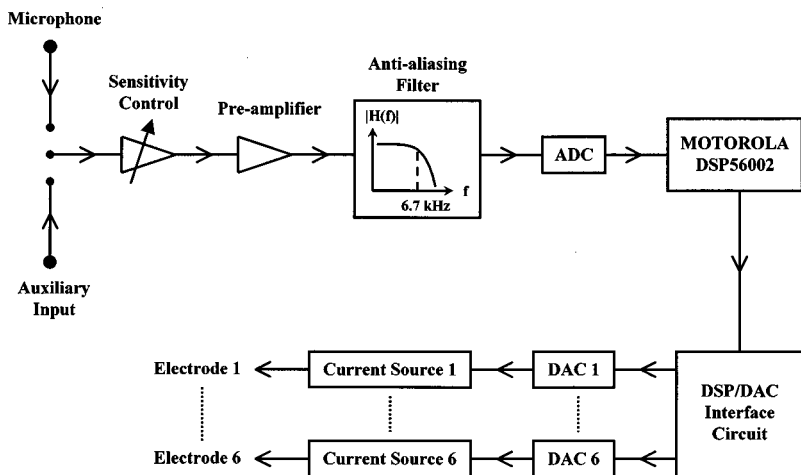 Microphone
Sensitivity
Control
Pre-amplifier
Anti-aliasing
Filter
|H(f)|
f
6.7 kHz
ADC
MOTOROLA
DSP56002
Auxiliary
Input
Electrode 1
Current Source 1
DAC 1
DSP/DAC
Interface
Circuit
Electrode 6
Current Source 6
DAC 6